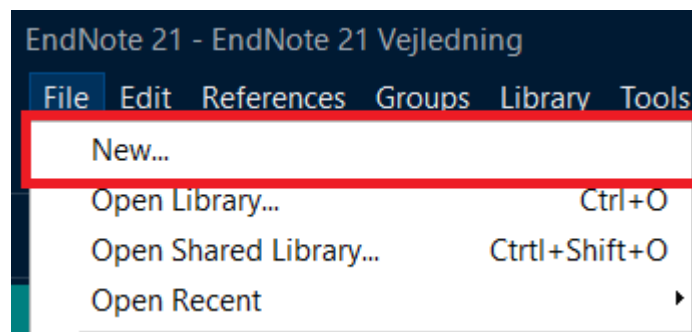 EndNote 21 - EndNote 21 Vejledning
File Edit References Groups Library Tools
New...
Open Library... Ctrl+O
Open Shared Library... Ctrtl+Shift+O
Open Recent